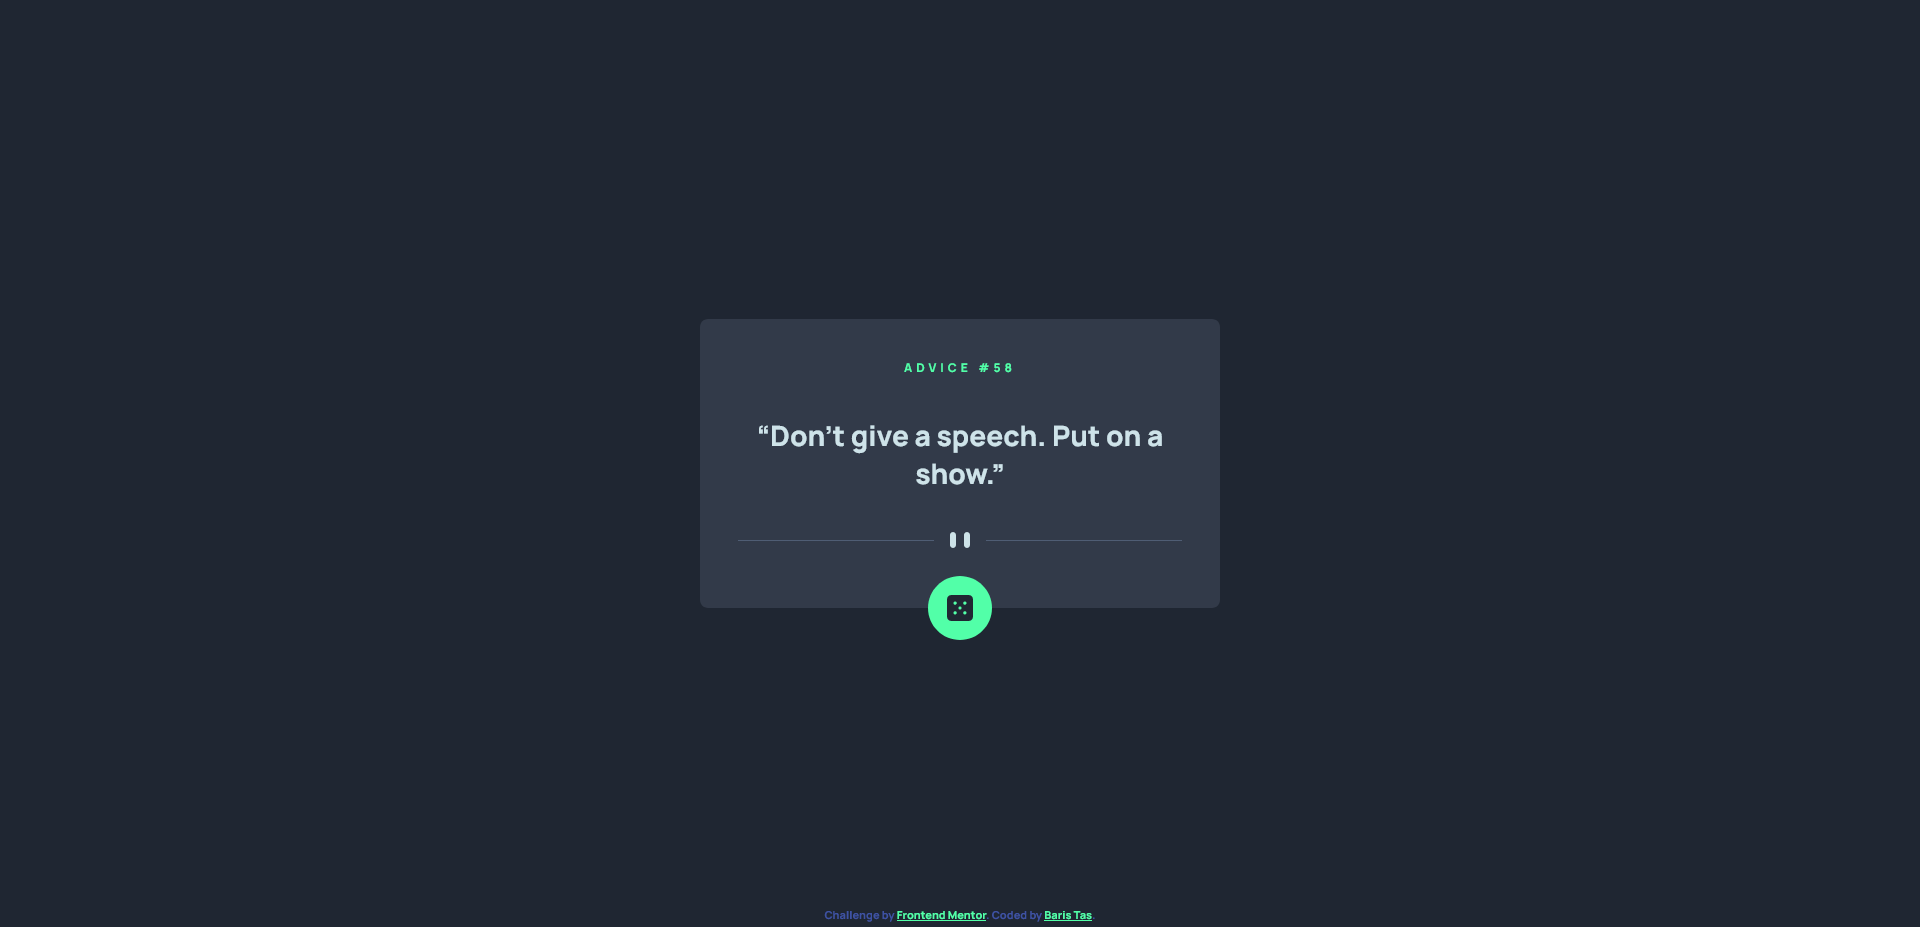 ADVICE #58
“Don’t give a speech. Put on a
show.”
Challenge by Frontend Mentor. Coded by Baris Tas.